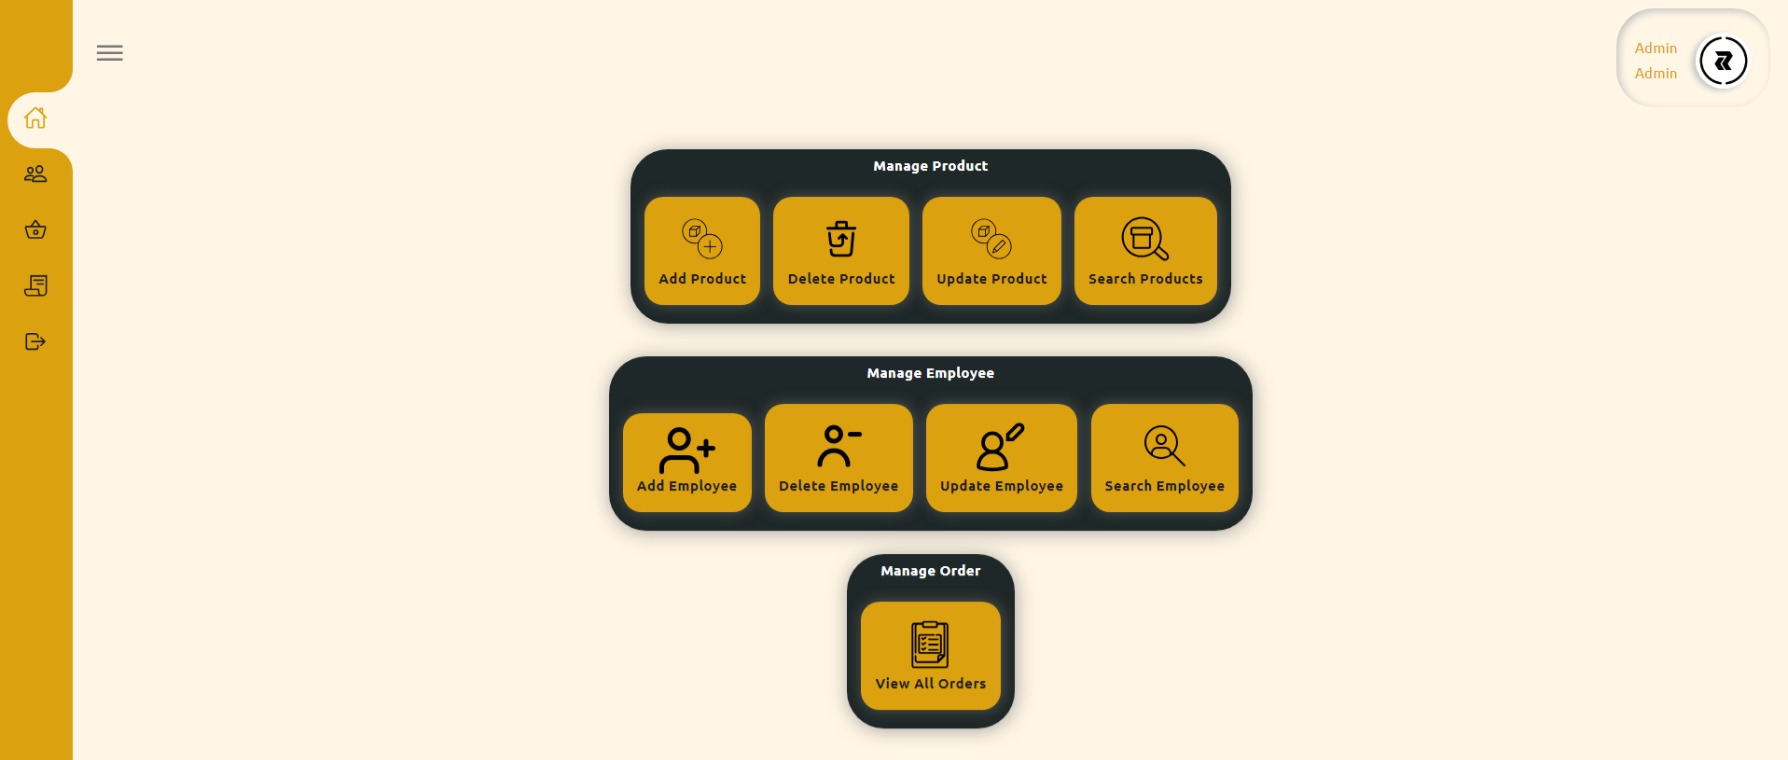 Admin
Admin
Manage Product
Add Product
Delete Product
Update Product
Search Products
Manage Employee
Add Employee
Delete Employee
Update Employee
Search Employee
Manage Order
View All Orders